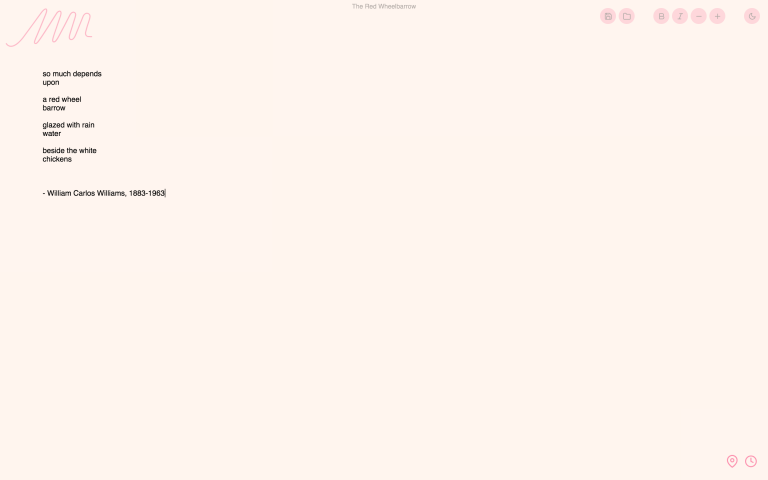 The Red Wheelbarrow
B
I
so much depends
upon
a red wheel
barrow
glazed with rain
water
beside the white
chickens
- William Carlos Williams, 1883-1963